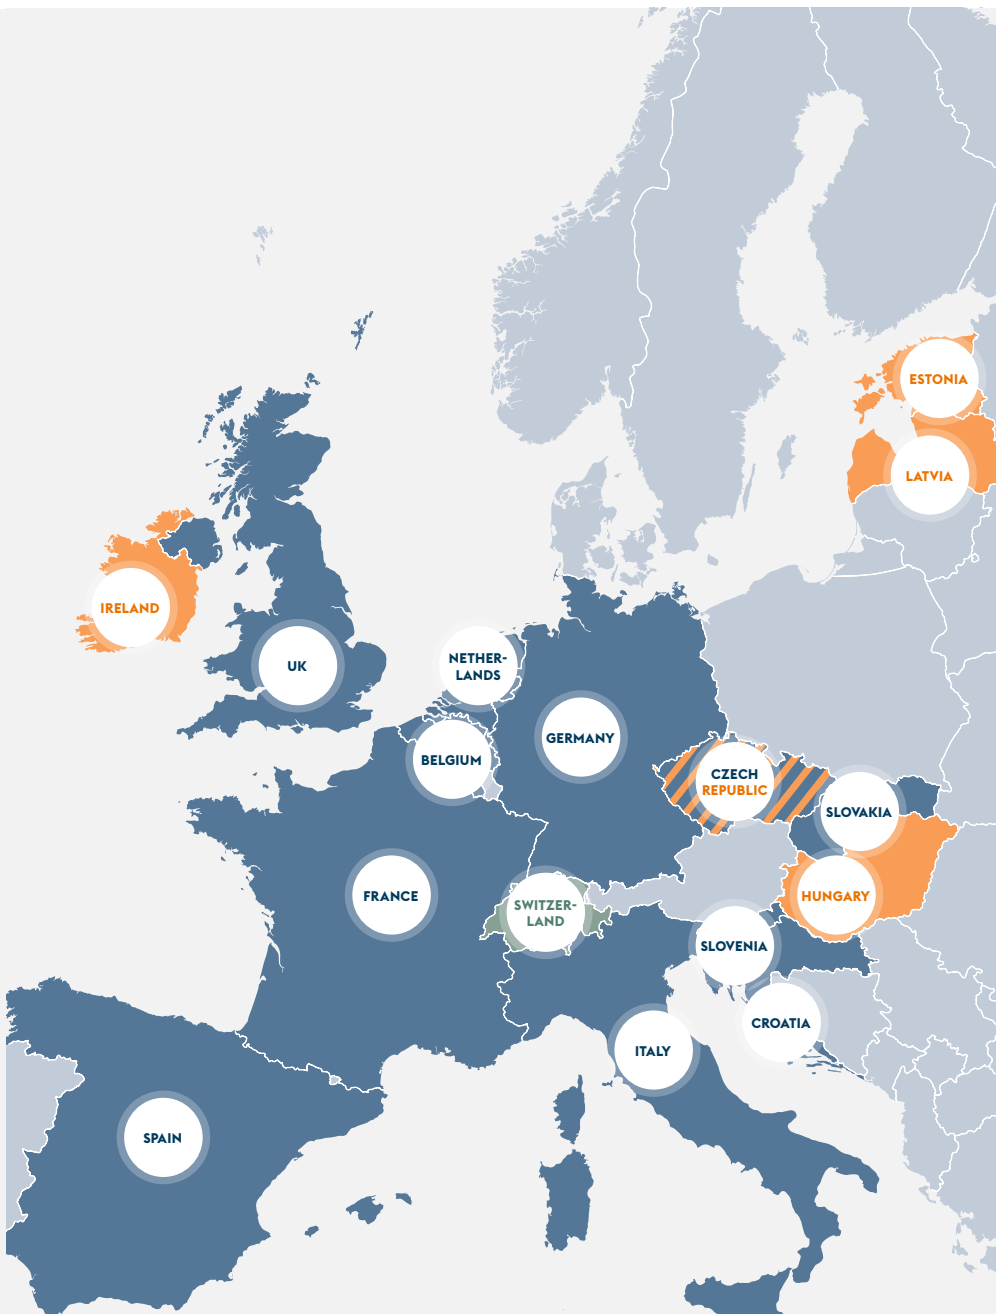 ESTONIA
LATVIA
IRELAND
UK
NETHER-
LANDS
GERMANY
BELGIUM
CZECH
REPUBLIC
SLOVAKIA
FRANCE
SWITZER-
LAND
HUNGARY
SLOVENIA
CROATIA
ITALY
SPAIN